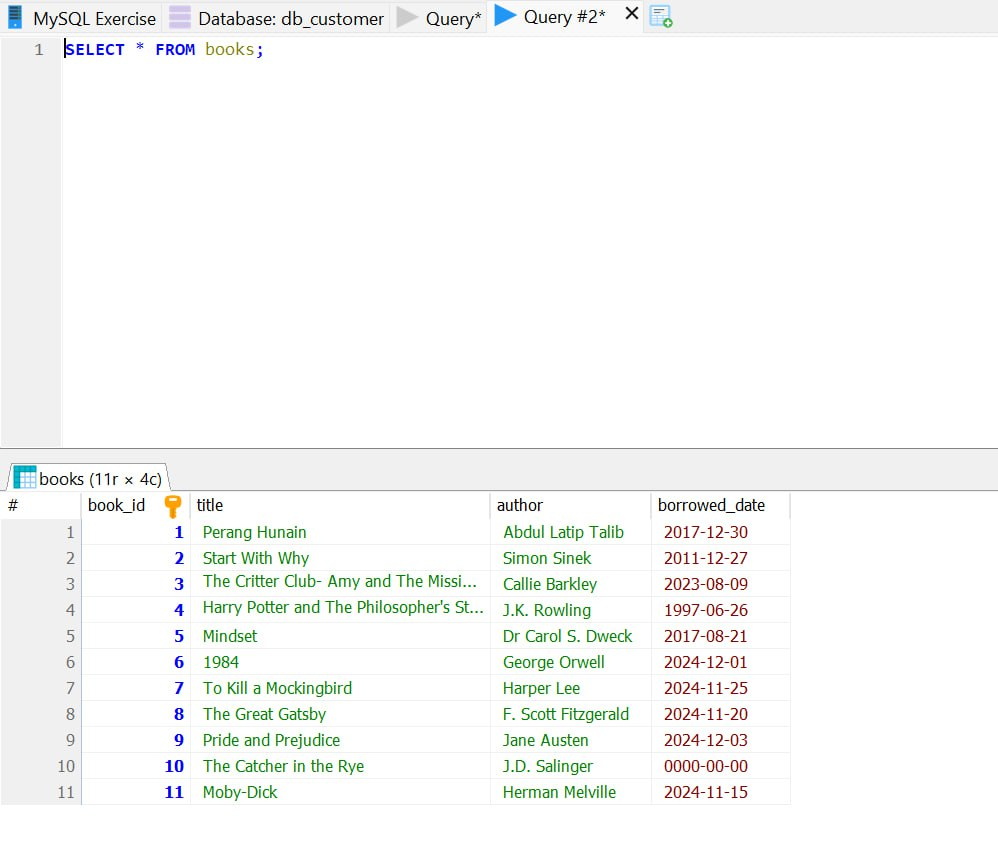 MySQL Exercise Database: db_customer Query* Query #2*
1 SELECT * FROM books;
books (11r × 4c)
# book_id title author borrowed_date
1 1 Perang Hunain Abdul Latip Talib 2017-12-30
2 2 Start With Why Simon Sinek 2011-12-27
3 3 The Critter Club- Amy and The Missi... Callie Barkley 2023-08-09
4 4 Harry Potter and The Philosopher's St... J.K. Rowling 1997-06-26
5 5 Mindset Dr Carol S. Dweck 2017-08-21
6 6 1984 George Orwell 2024-12-01
7 7 To Kill a Mockingbird Harper Lee 2024-11-25
8 8 The Great Gatsby F. Scott Fitzgerald 2024-11-20
9 9 Pride and Prejudice Jane Austen 2024-12-03
10 10 The Catcher in the Rye J.D. Salinger 0000-00-00
11 11 Moby-Dick Herman Melville 2024-11-15